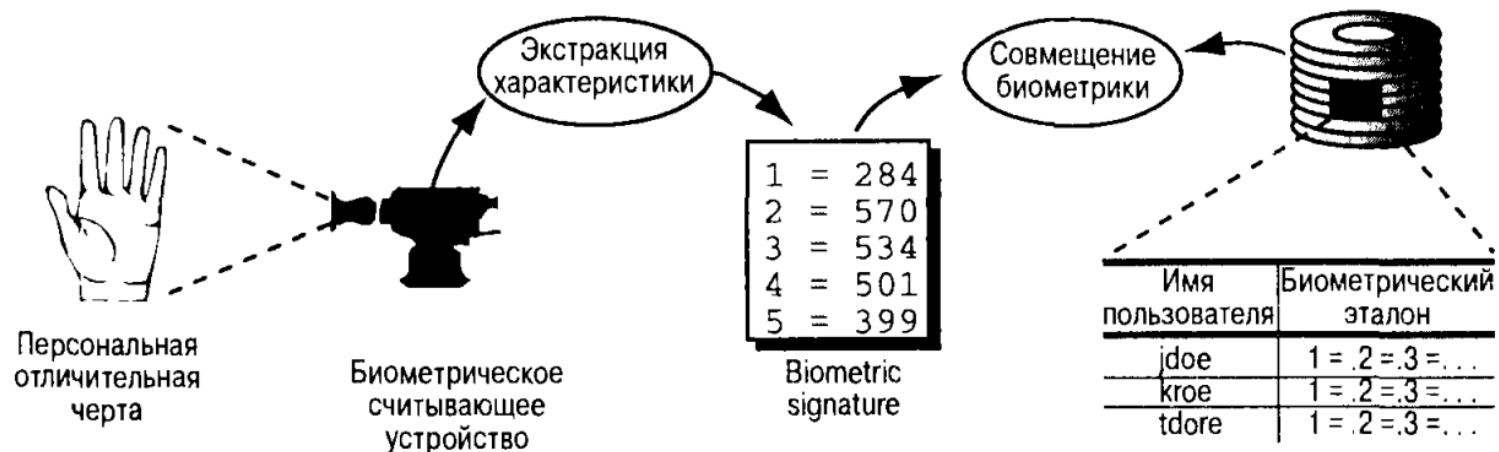 Экстракция
характеристики
Совмещение
биометрики
1 = 284
2 = 570
3 = 534
4 = 501
5 = 399
Персональная
отличительная
черта
Биометрическое
считывающее
устройство
Biometric
signature
Имя
пользователя
Биометрический
эталон
jdoe 1 = .2 =.3 =. . .
kroe 1 = .2 =.3 =. . .
tdore 1 = .2 =.3 =. . .